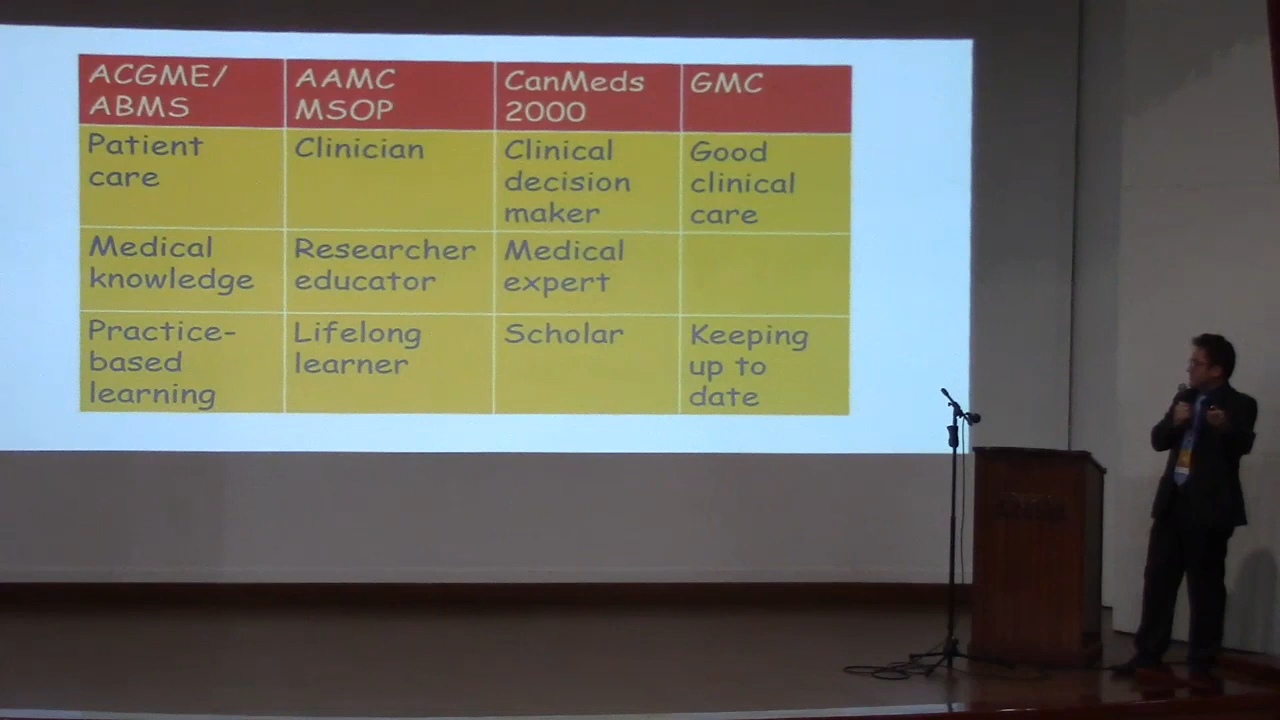 ACGME/
ABMS
AAMC
MSOP
CanMeds
2000
GMC
Patient
care
Clinician
Clinical
decision
maker
Good
clinical
care
Medical
knowledge
Researcher
educator
Medical
expert
Practice-
based
learning
Lifelong
learner
Scholar
Keeping
up to
date